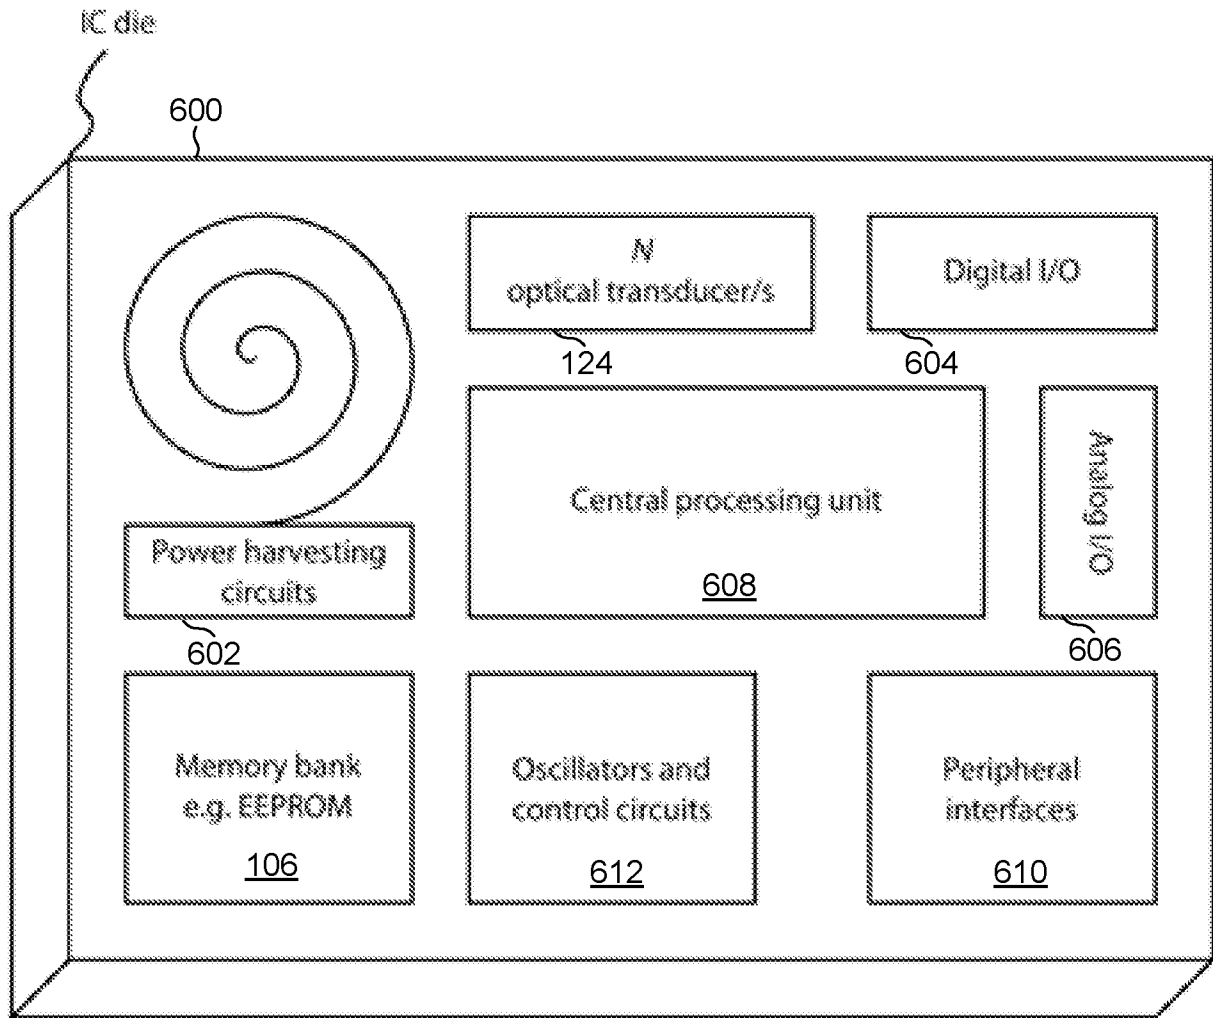 IC die
600
N
optical transducer/s
124
Digital I/O
604
Central processing unit
608
Analog I/O
606
Power harvesting
circuits
602
Memory bank
e.g. EEPROM
106
Oscillators and
control circuits
612
Peripheral
interfaces
610